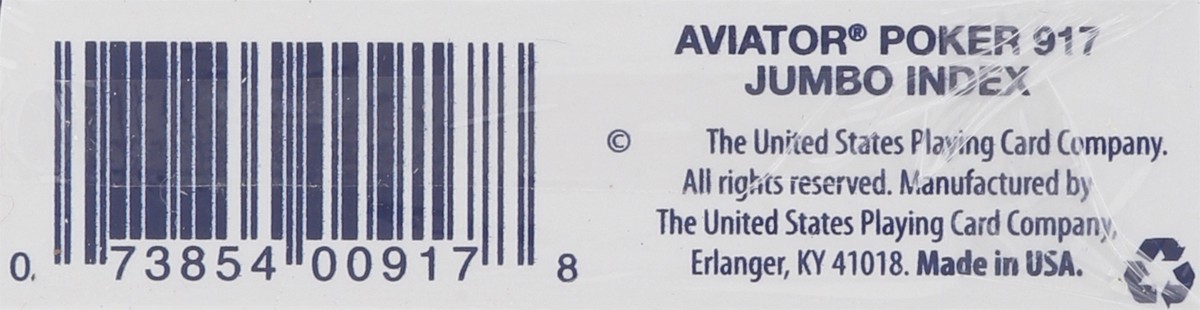 0 73854 00917 8
AVIATOR® POKER 917
JUMBO INDEX
© The United States Playing Card Company.
All rights reserved. Manufactured by
The United States Playing Card Company,
Erlanger, KY 41018. Made in USA.